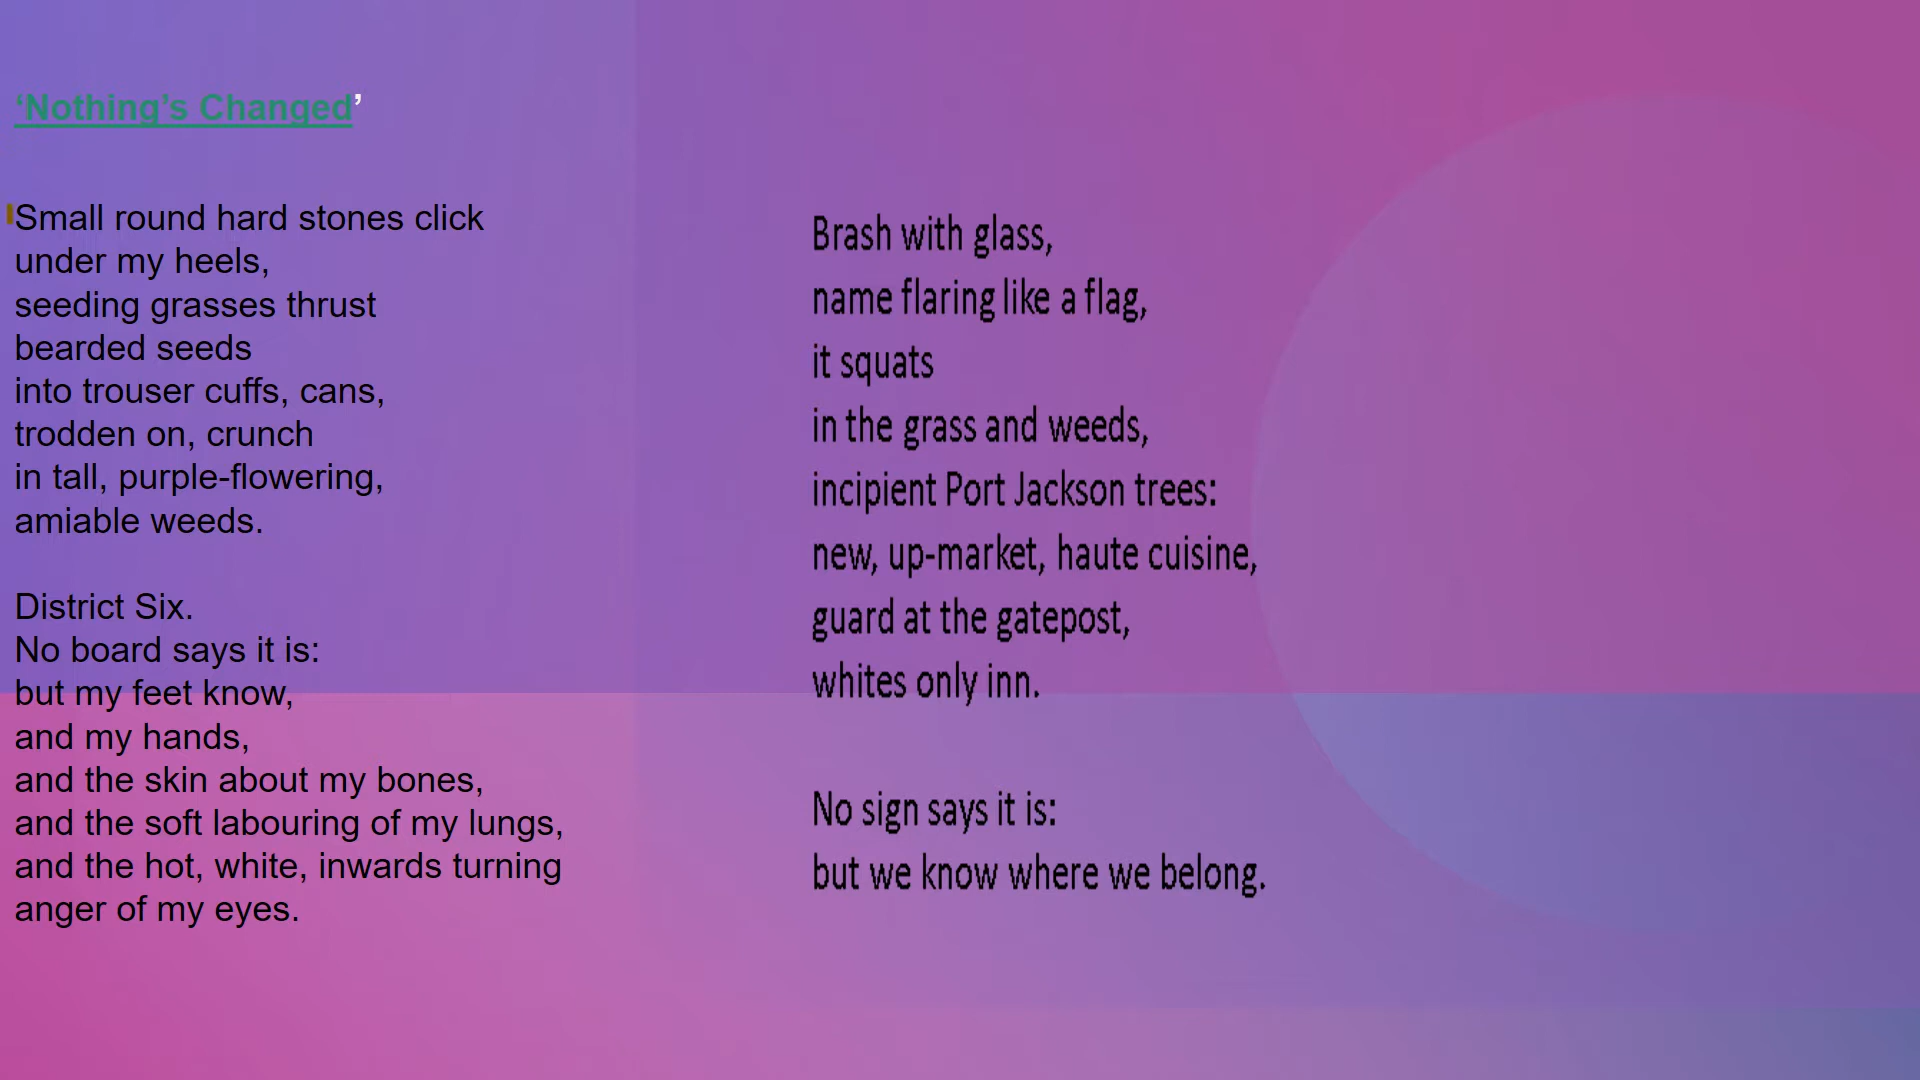 ‘Nothing’s Changed’
Small round hard stones click
under my heels,
seeding grasses thrust
bearded seeds
into trouser cuffs, cans,
trodden on, crunch
in tall, purple-flowering,
amiable weeds.
District Six.
No board says it is:
but my feet know,
and my hands,
and the skin about my bones,
and the soft labouring of my lungs,
and the hot, white, inwards turning
anger of my eyes.
Brash with glass,
name flaring like a flag,
it squats
in the grass and weeds,
incipient Port Jackson trees:
new, up-market, haute cuisine,
guard at the gatepost,
whites only inn.
No sign says it is:
but we know where we belong.